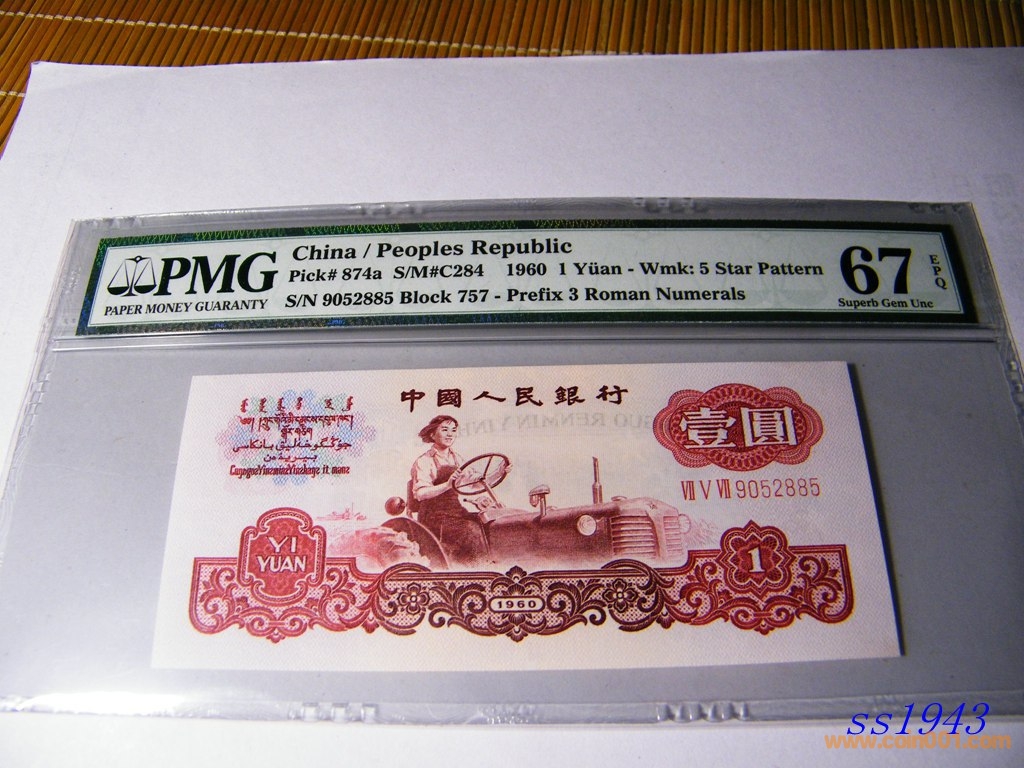 PMG
PAPER MONEY GUARANTY
China / Peoples Republic
Pick# 874a S/M#C284 1960 1 Yüan - Wmk: 5 Star Pattern
S/N 9052885 Block 757 - Prefix 3 Roman Numerals
67
EPQ
Superb Gem Unc
中國人民銀行
壹圓
VII V VII 9052885
YI
YUAN
1
1960
ss1943
www.coin001.com